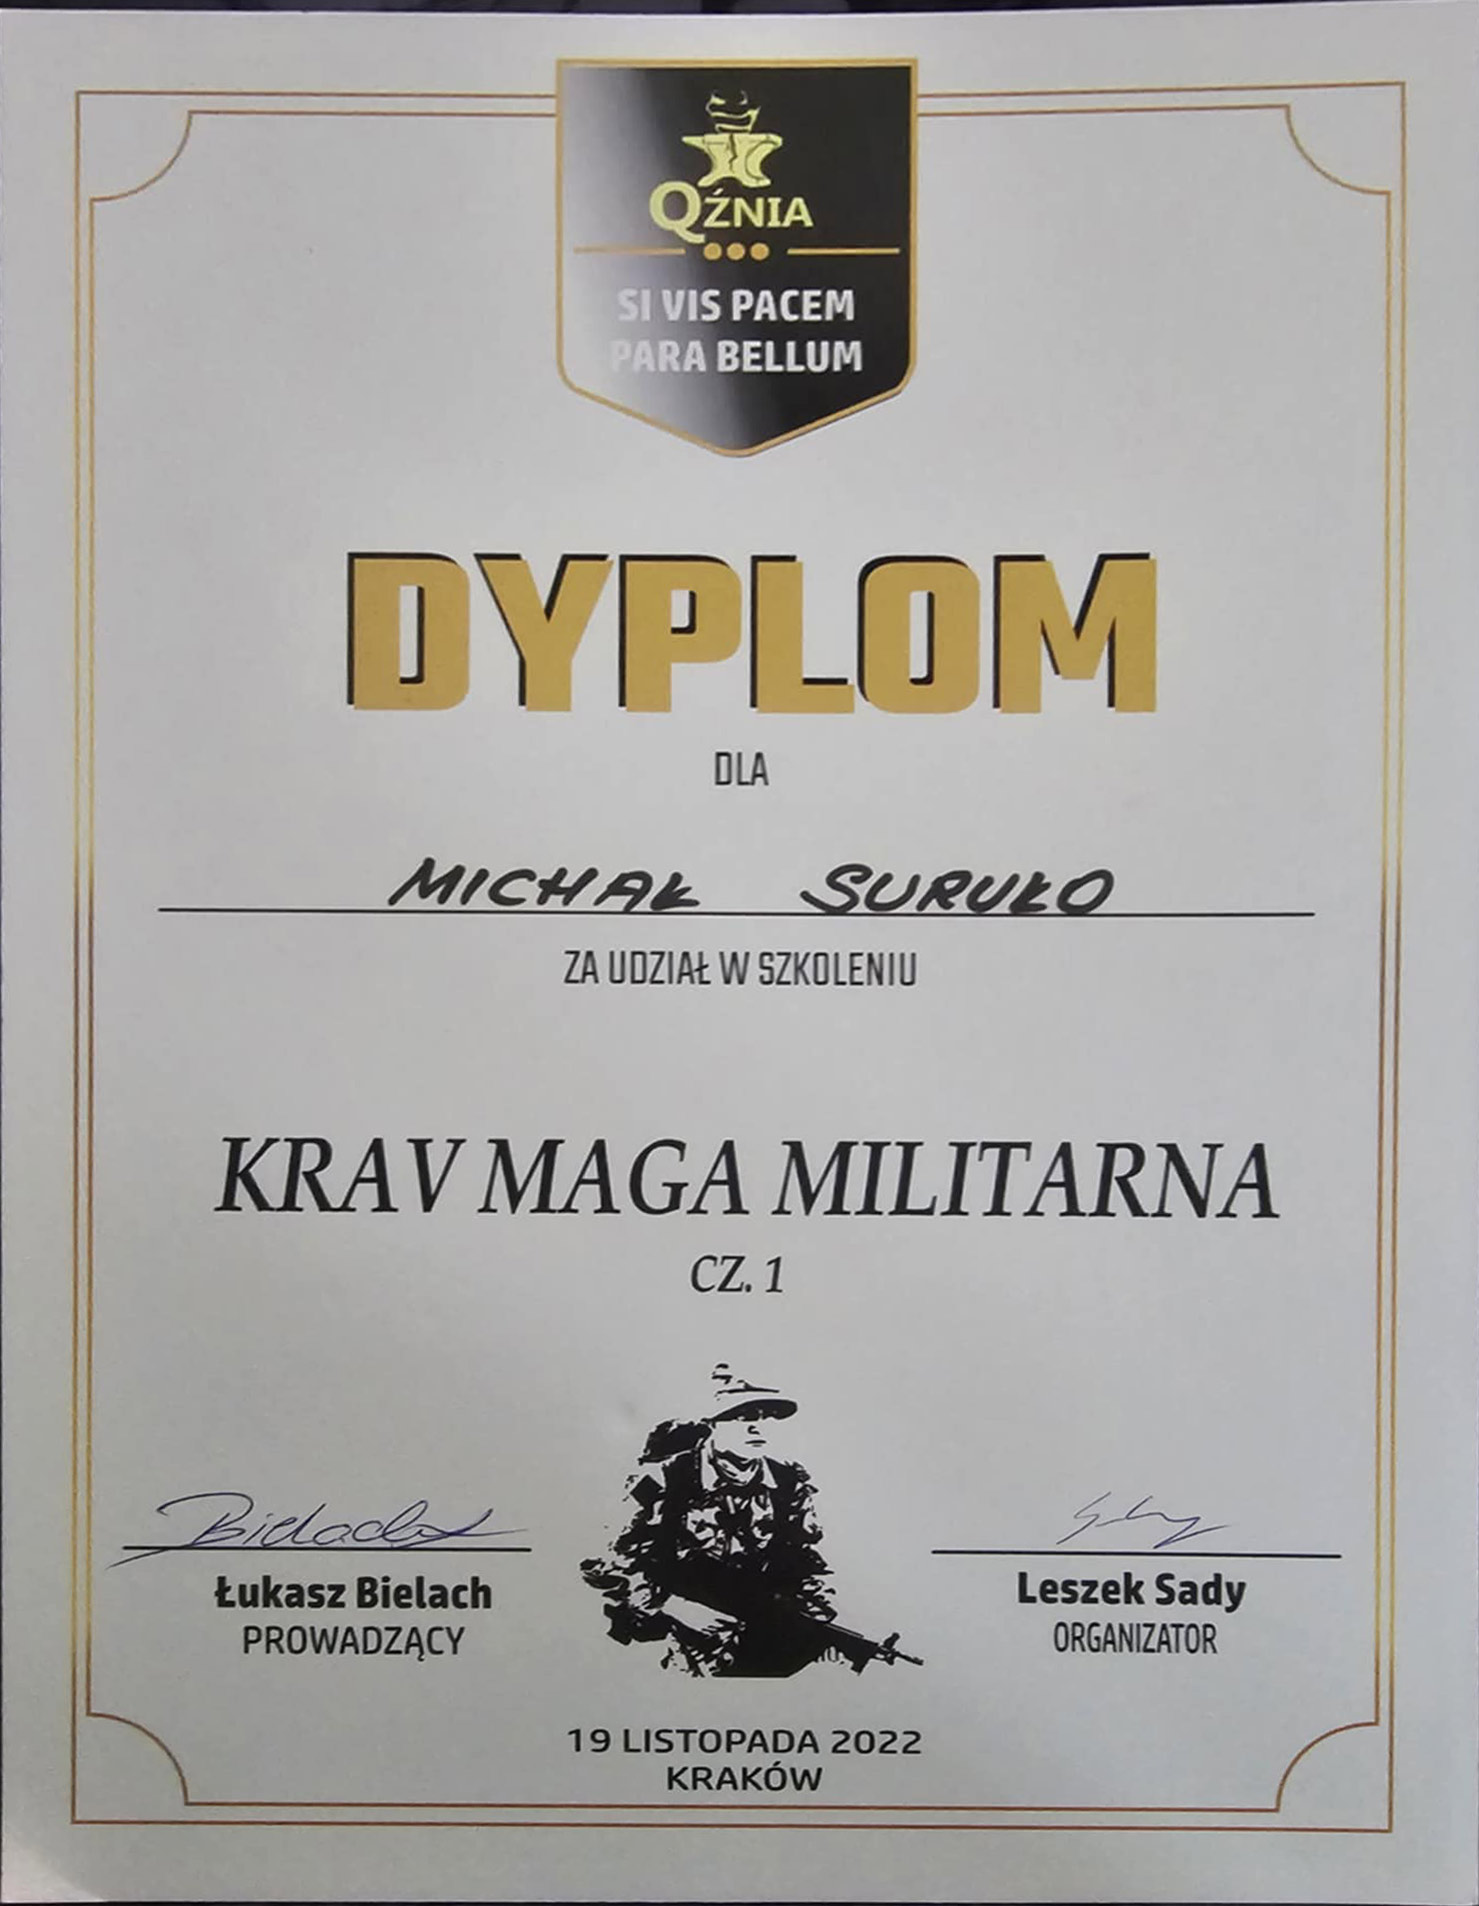 QŹNIA
SI VIS PACEM
PARA BELLUM
DYPLOM
DLA
MICHAŁ SURUŁO
ZA UDZIAŁ W SZKOLENIU
KRAV MAGA MILITARNA
CZ. 1
Bielach
Łukasz Bielach
PROWADZĄCY
Leszek Sady
ORGANIZATOR
19 LISTOPADA 2022
KRAKÓW